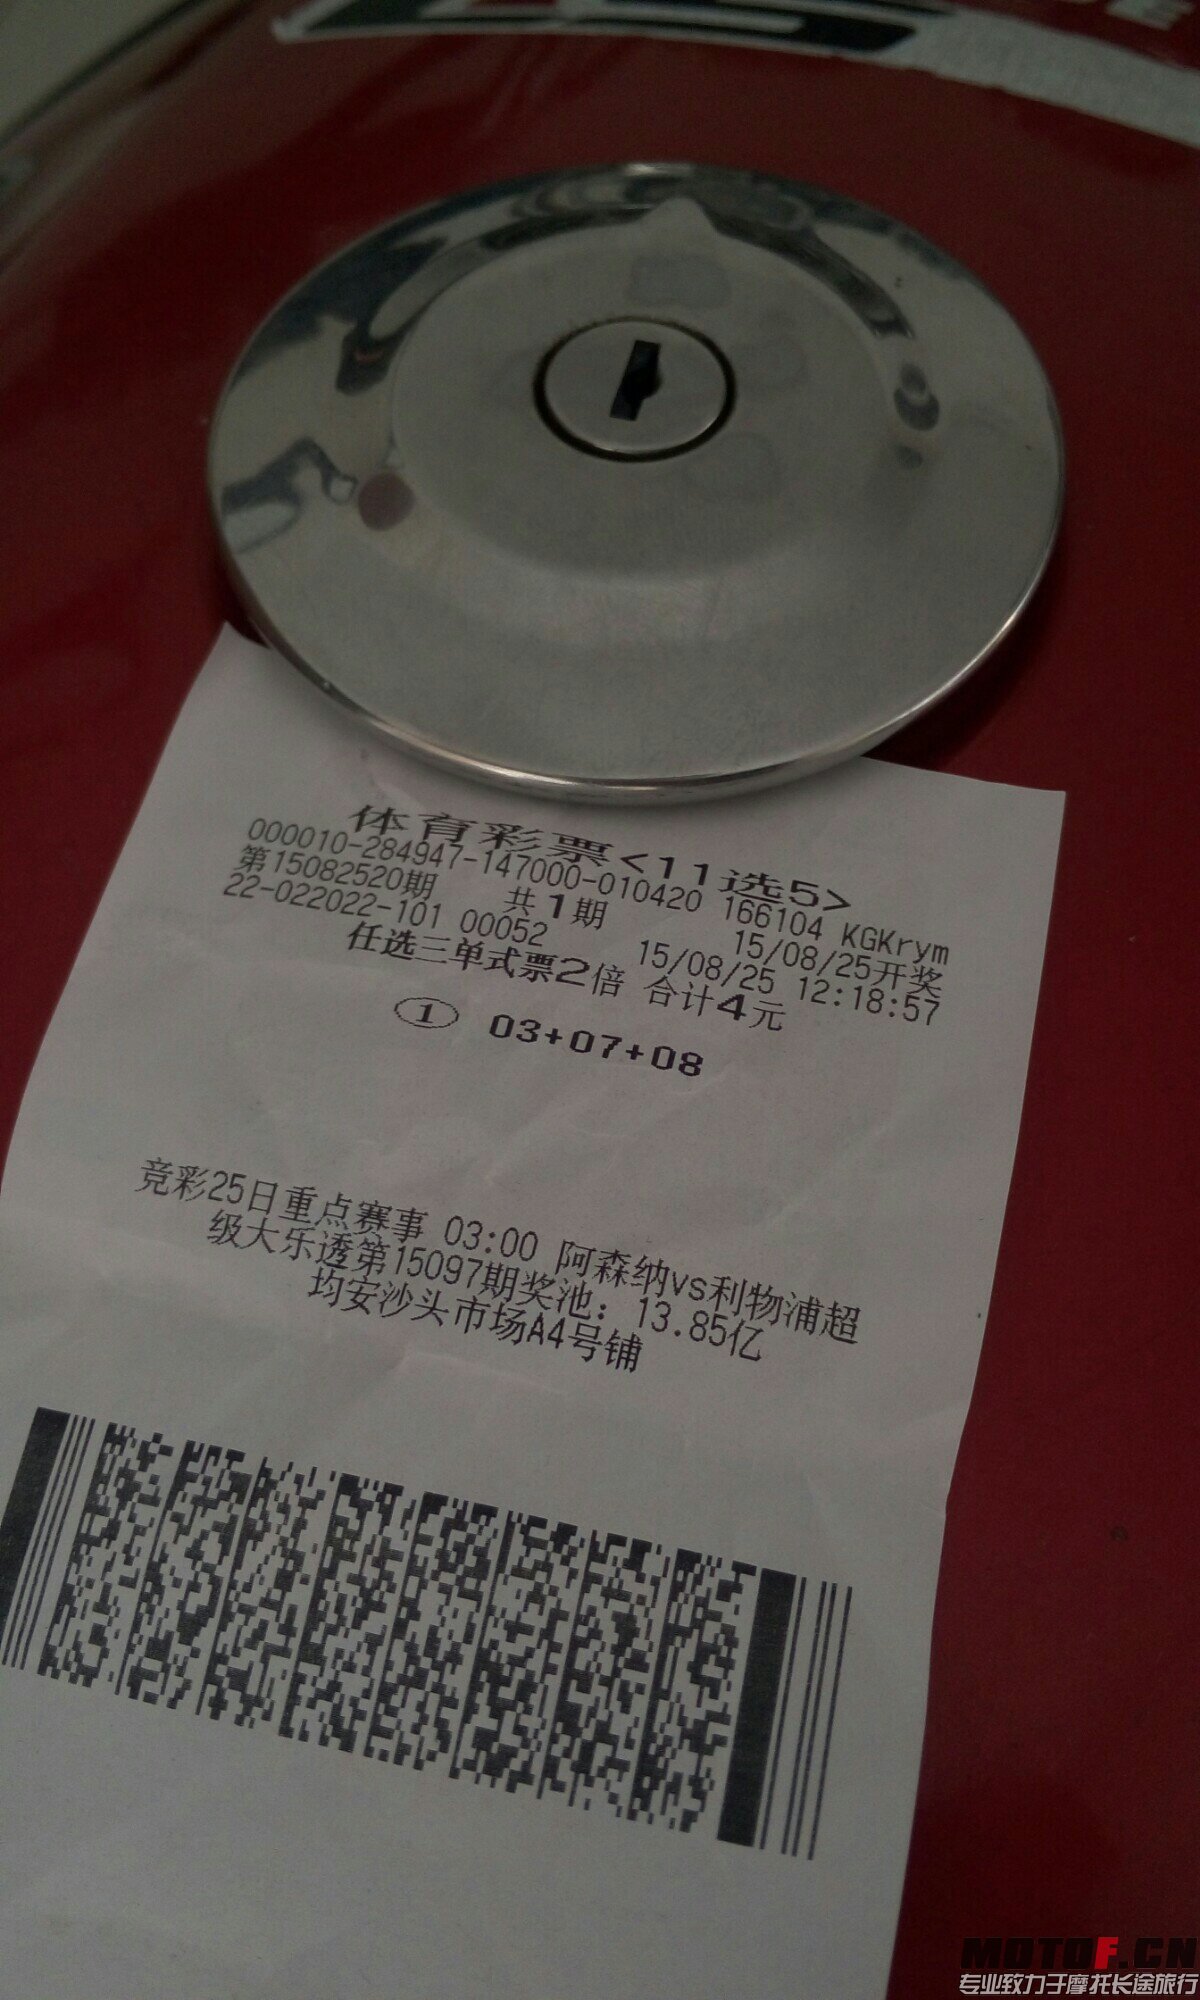 体育彩票<11选5>
000010-284947-147000-010420 166104 KGKrym
第15082520期 共1期 15/08/25开奖
22-022022-101 00052 15/08/25 12:18:57
任选三单式票2倍 合计4元
① 03+07+08
竞彩25日重点赛事 03:00 阿森纳vs利物浦超
级大乐透第15097期奖池：13.85亿
均安沙头市场A4号铺
MOTOF.CN
专业致力于摩托长途旅行